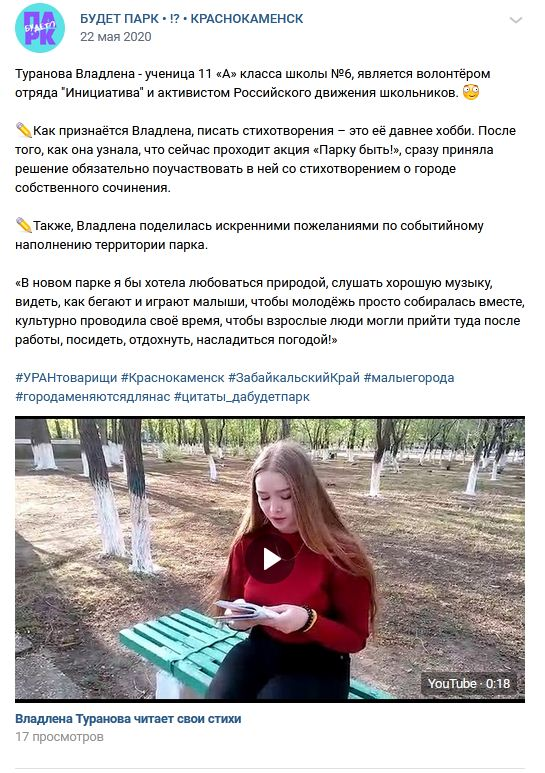 ПАРК
БУДЕТ!?
БУДЕТ ПАРК • !? • КРАСНОКАМЕНСК
22 мая 2020
Туранова Владлена - ученица 11 «А» класса школы №6, является волонтёром
отряда "Инициатива" и активистом Российского движения школьников. 😳
✏Как признаётся Владлена, писать стихотворения – это её давнее хобби. После
того, как она узнала, что сейчас проходит акция «Парку быть!», сразу приняла
решение обязательно поучаствовать в ней со стихотворением о городе
собственного сочинения.
✏Также, Владлена поделилась искренними пожеланиями по событийному
наполнению территории парка.
«В новом парке я бы хотела любоваться природой, слушать хорошую музыку,
видеть, как бегают и играют малыши, чтобы молодёжь просто собиралась вместе,
культурно проводила своё время, чтобы взрослые люди могли прийти туда после
работы, посидеть, отдохнуть, насладиться погодой!»
#УРАНтоварищи #Краснокаменск #ЗабайкальскийКрай #малыегорода
#городаменяютсядлянас #цитаты_дабудетпарк
YouTube · 0:18
Владлена Туранова читает свои стихи
17 просмотров